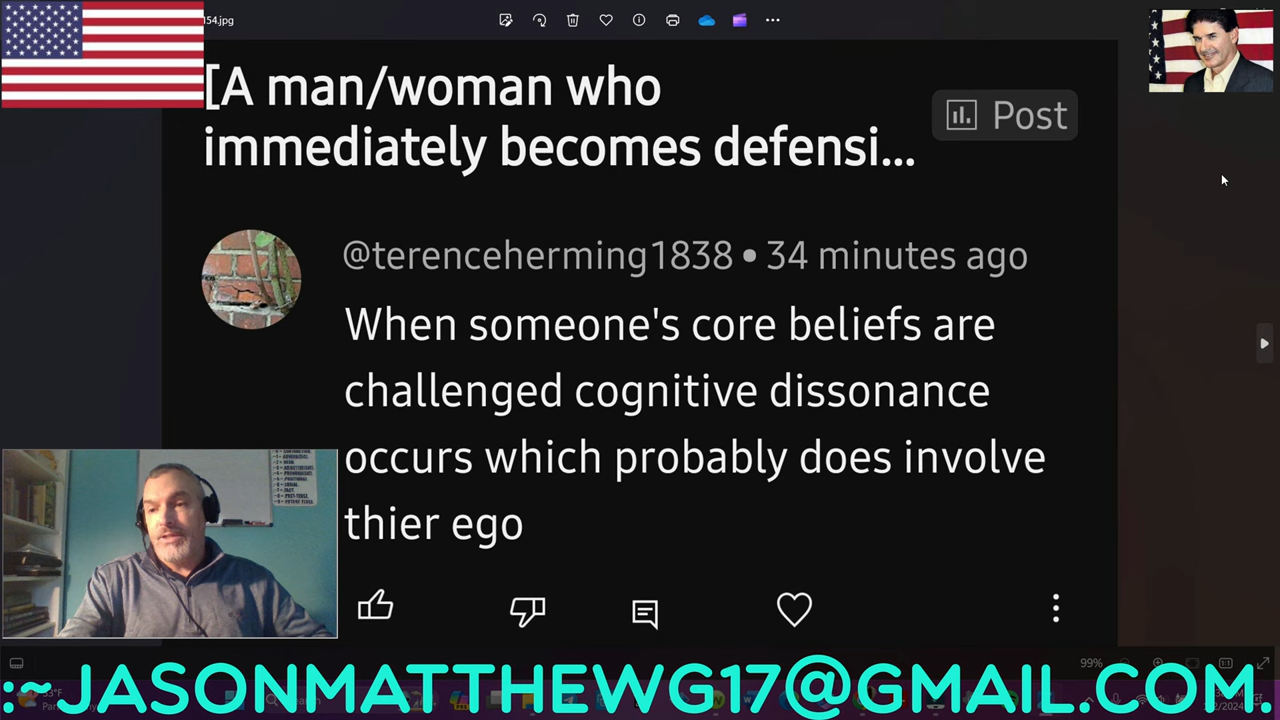 154.jpg
[A man/woman who
immediately becomes defensi...
Post
@terenceherming1838 • 34 minutes ago
When someone's core beliefs are
challenged cognitive dissonance
occurs which probably does involve
thier ego
99%
:~ JASONMATTHEWG17@GMAIL.COM.